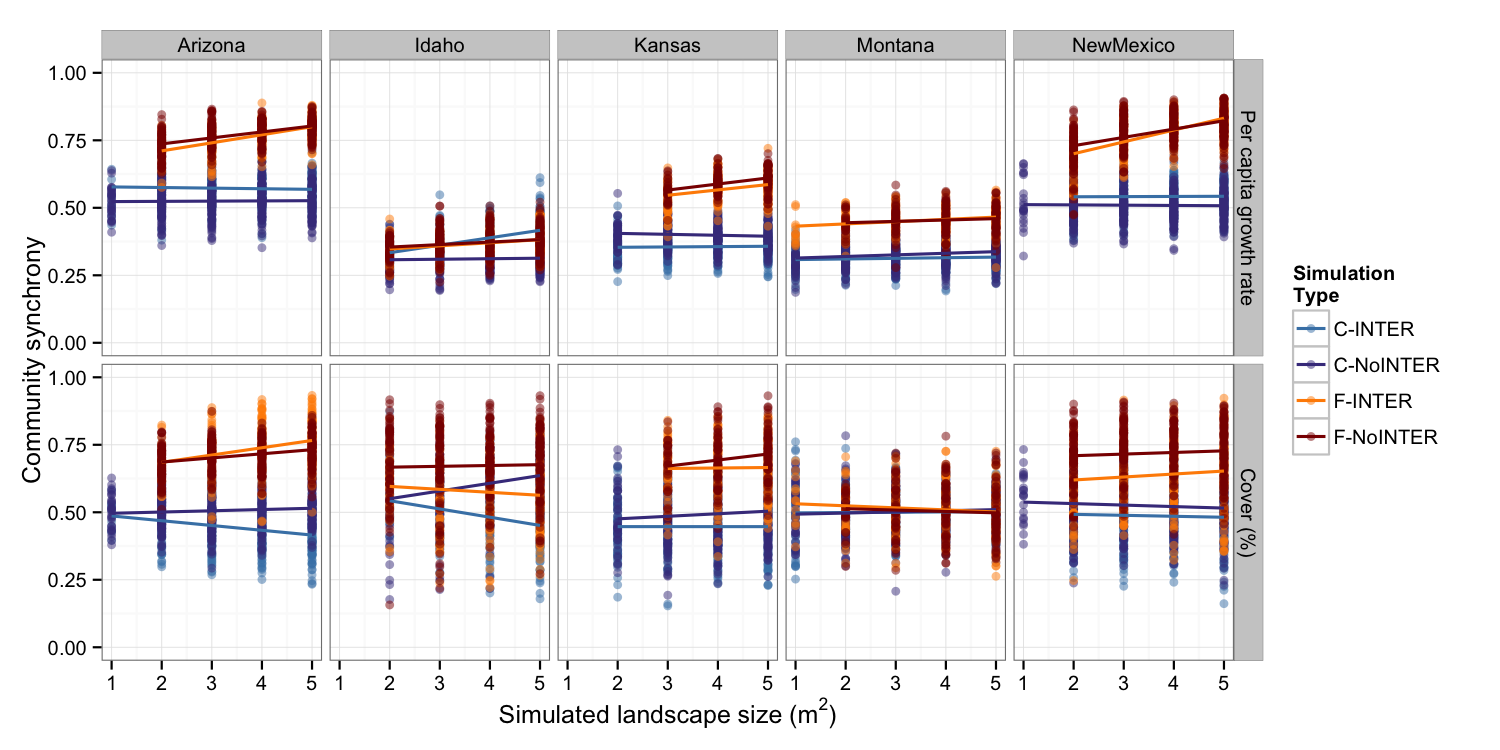 Arizona Idaho Kansas Montana NewMexico
1.00
0.75
0.50
0.25
0.00
Per capita growth rate
1.00
0.75
0.50
0.25
0.00
Cover (%)
Community synchrony
1 2 3 4 5 1 2 3 4 5 1 2 3 4 5 1 2 3 4 5 1 2 3 4 5
Simulated landscape size (m²)
Simulation
Type
C-INTER
C-NoINTER
F-INTER
F-NoINTER